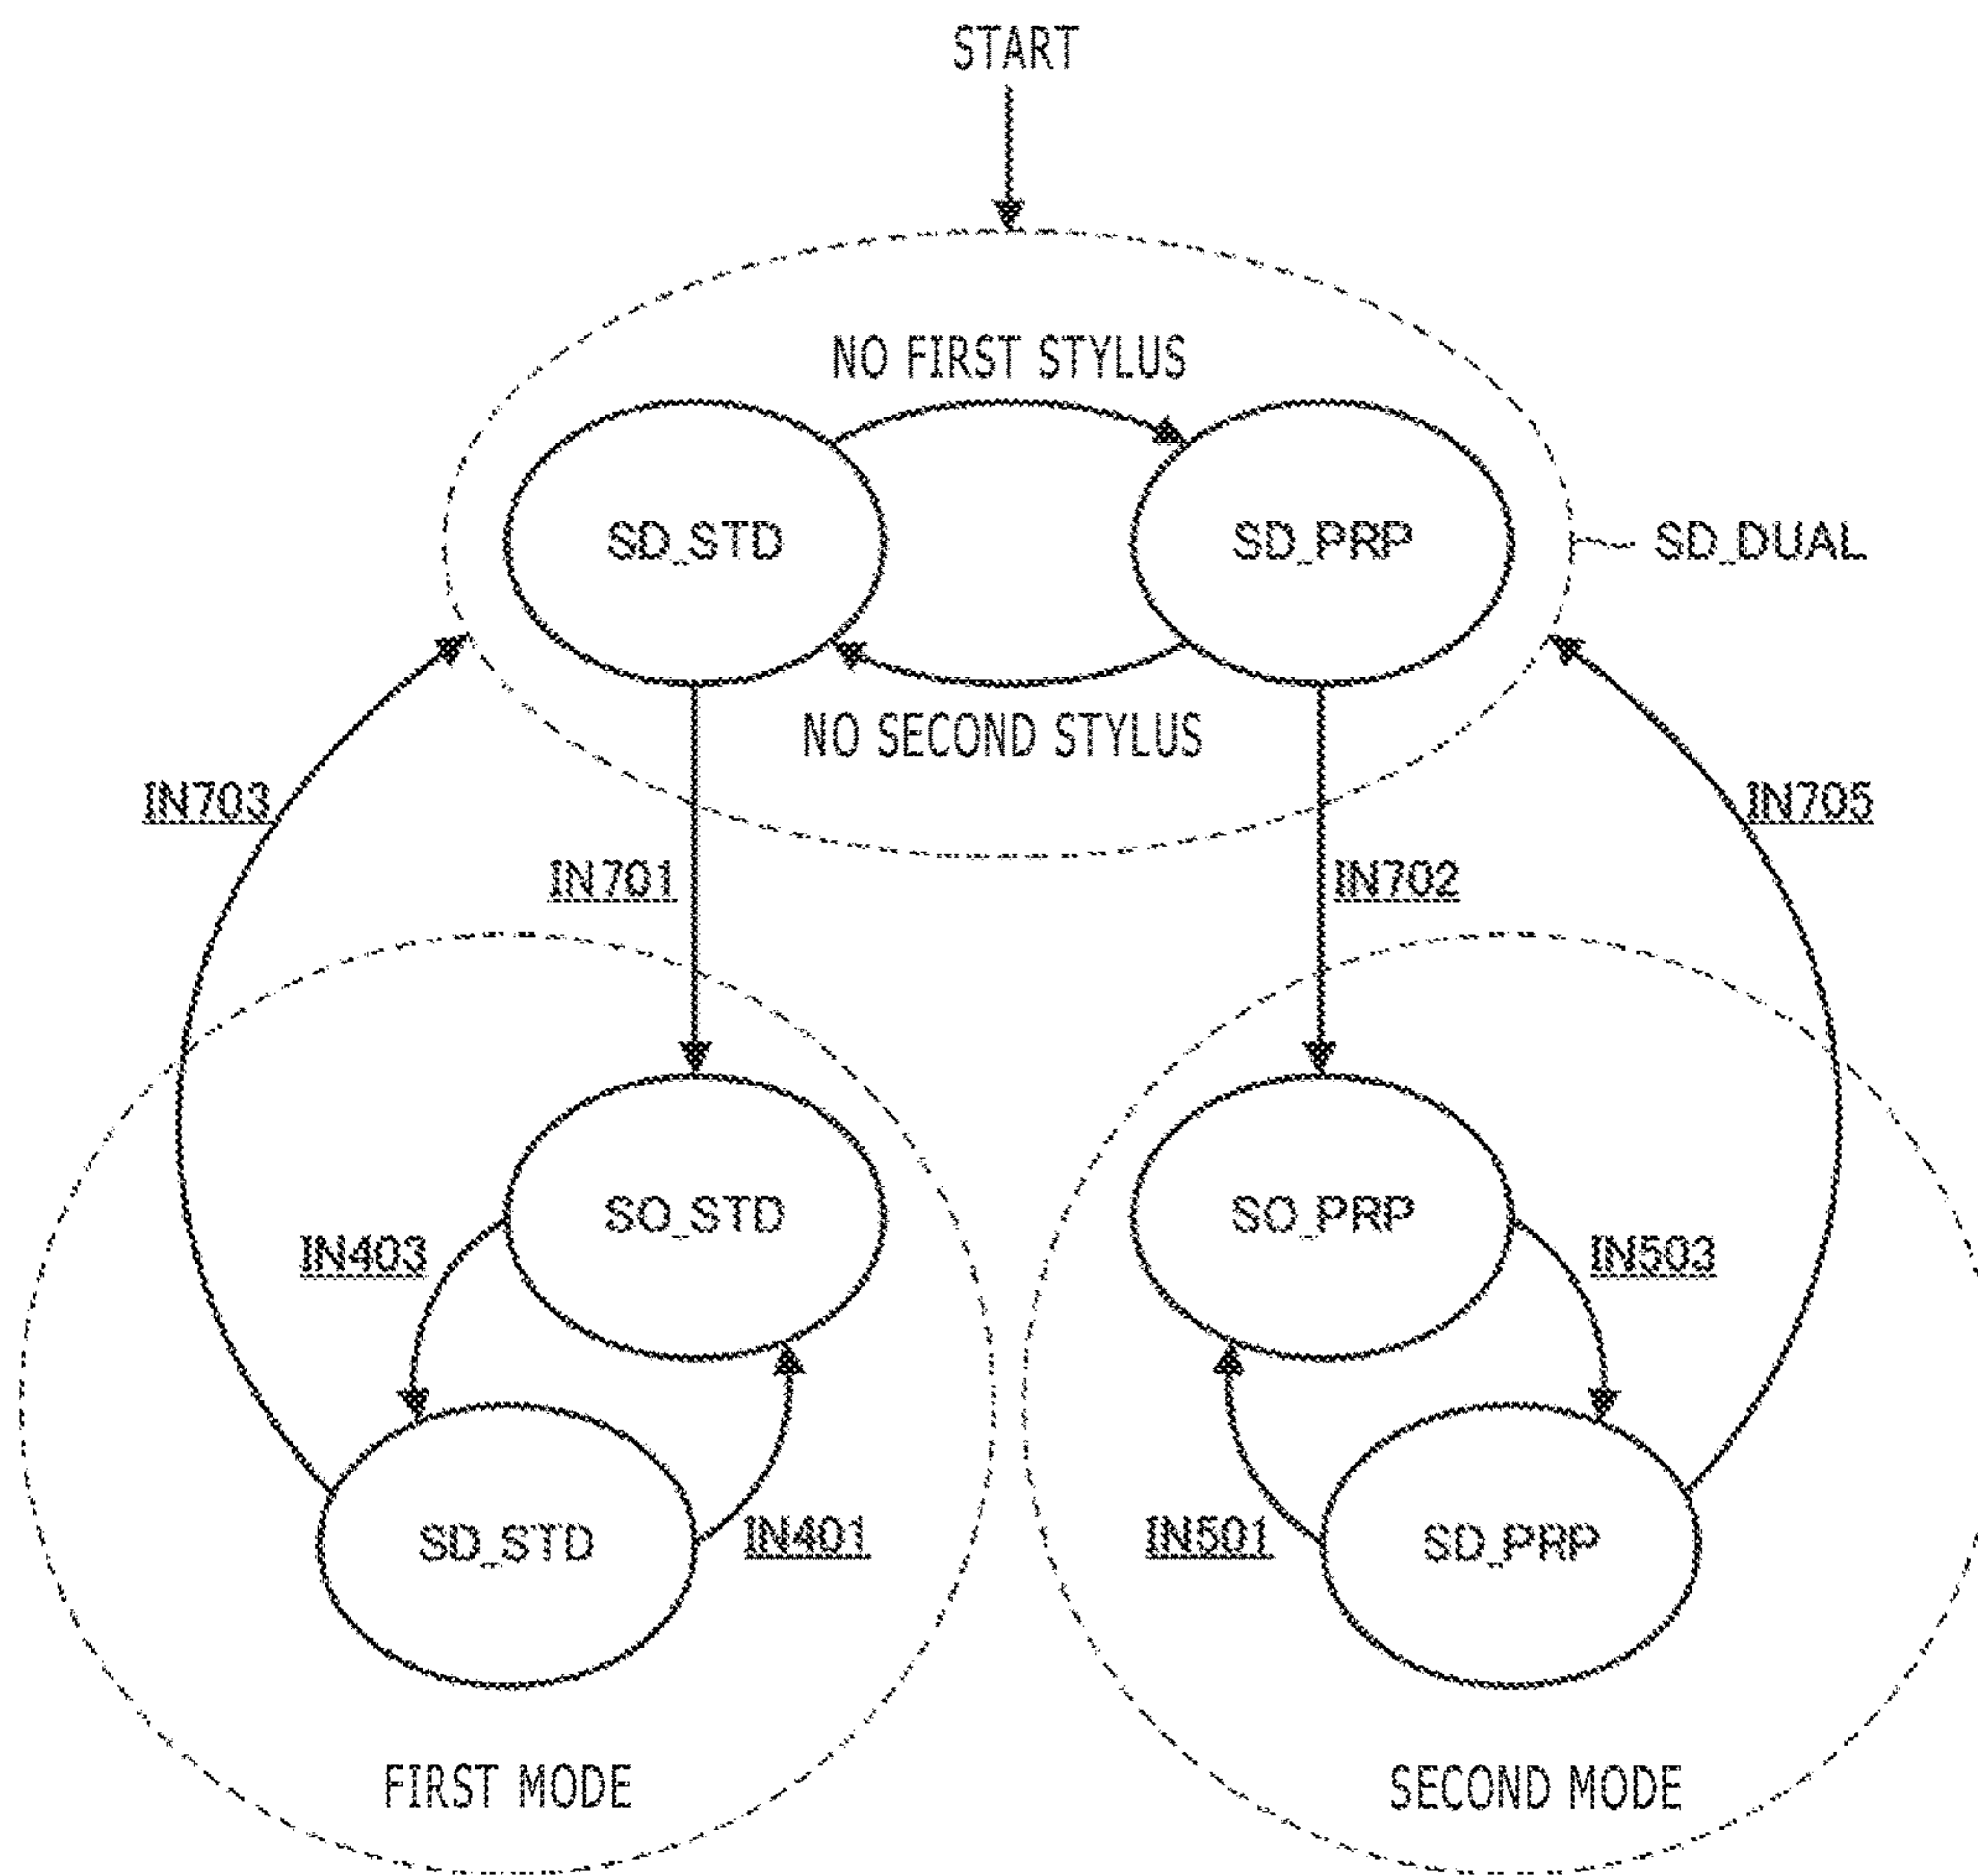 START
NO FIRST STYLUS
SD_STD
SD_PRP
SD_DUAL
NO SECOND STYLUS
IN703
IN705
IN701
IN702
SO_STD
SO_PRP
IN403
IN503
IN401
IN501
SD_STD
SD_PRP
FIRST MODE
SECOND MODE